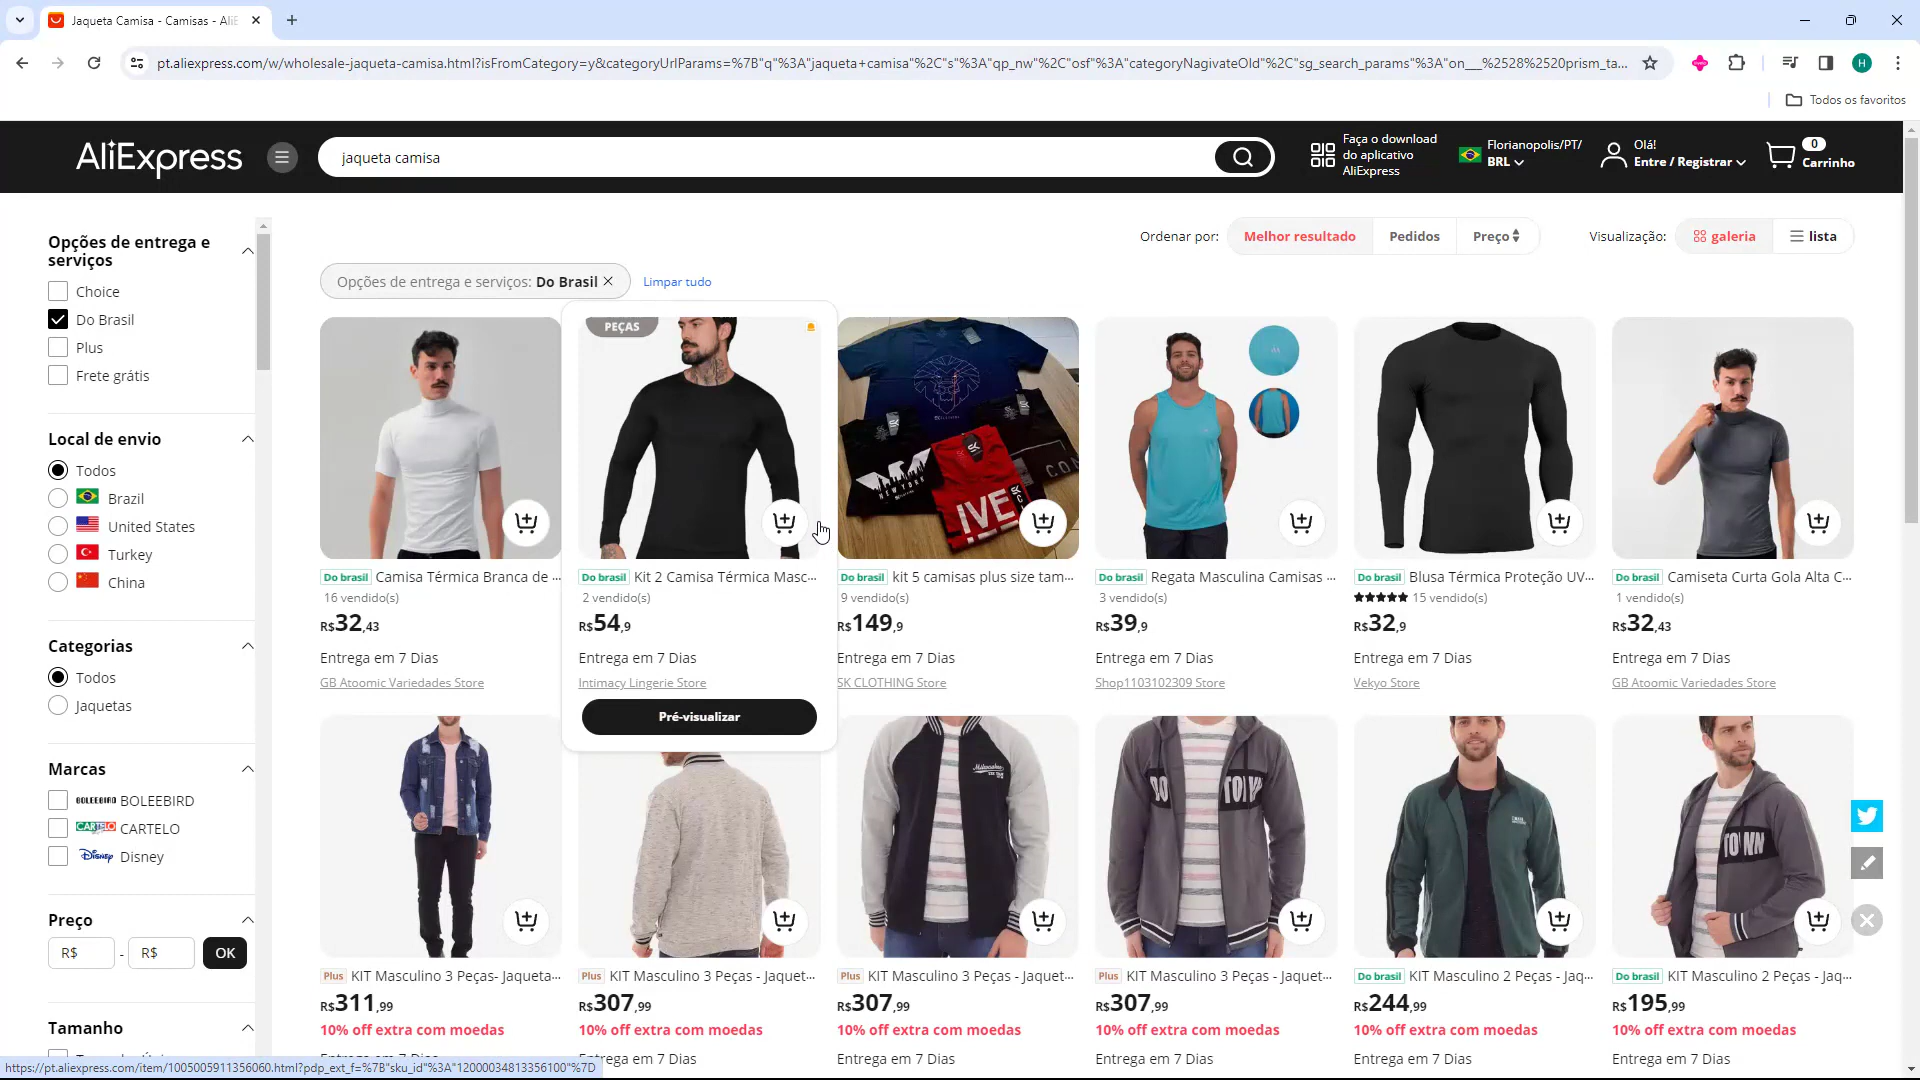 Jaqueta Camisa - Camisas - Ali
pt.aliexpress.com/w/wholesale-jaqueta-camisa.html?isFromCategory=y&categoryUrlParams=%7B"q"%3A"jaqueta+camisa"%2C"s"%3A"qp_nw"%2C"osf"%3A"categoryNagivateOld"%2C"sg_search_params"%3A"on___%2528%2520prism_ta...
H
Todos os favoritos
AliExpress
jaqueta camisa
Faça o download
do aplicativo
AliExpress
Florianopolis/PT/
BRL
Olá!
Entre / Registrar
0
Carrinho
Opções de entrega e
serviços
Choice
Do Brasil
Plus
Frete grátis
Local de envio
Todos
Brazil
United States
Turkey
China
Categorias
Todos
Jaquetas
Marcas
BOLEEBIRD BOLEEBIRD
CARTELO CARTELO
Disney Disney
Preço
R$ - R$ OK
Tamanho
Ordenar por: Melhor resultado Pedidos Preço
Visualização: galeria lista
Opções de entrega e serviços: Do Brasil
Limpar tudo
PEÇAS
NEW YORK
Do brasil Camisa Térmica Branca de ...
16 vendido(s)
R$32,43
Entrega em 7 Dias
GB Atoomic Variedades Store
Do brasil Kit 2 Camisa Térmica Masc...
2 vendido(s)
R$54,9
Entrega em 7 Dias
Intimacy Lingerie Store
Pré-visualizar
Do brasil kit 5 camisas plus size tam...
9 vendido(s)
R$149,9
Entrega em 7 Dias
SK CLOTHING Store
Do brasil Regata Masculina Camisas ...
3 vendido(s)
R$39,9
Entrega em 7 Dias
Shop1103102309 Store
Do brasil Blusa Térmica Proteção UV...
15 vendido(s)
R$32,9
Entrega em 7 Dias
Vekyo Store
Do brasil Camiseta Curta Gola Alta C...
1 vendido(s)
R$32,43
Entrega em 7 Dias
GB Atoomic Variedades Store
Plus KIT Masculino 3 Peças- Jaqueta...
R$311,99
10% off extra com moedas
Plus KIT Masculino 3 Peças - Jaquet...
R$307,99
10% off extra com moedas
Entrega em 7 Dias
Plus KIT Masculino 3 Peças - Jaquet...
R$307,99
10% off extra com moedas
Entrega em 7 Dias
Plus KIT Masculino 3 Peças - Jaquet...
R$307,99
10% off extra com moedas
Entrega em 7 Dias
Do brasil KIT Masculino 2 Peças - Jaq...
R$244,99
10% off extra com moedas
Entrega em 7 Dias
Do brasil KIT Masculino 2 Peças - Jaq...
R$195,99
10% off extra com moedas
Entrega em 7 Dias
https://pt.aliexpress.com/item/1005005911356060.html?pdp_ext_f=%7B"sku_id"%3A"12000034813356100"%7D